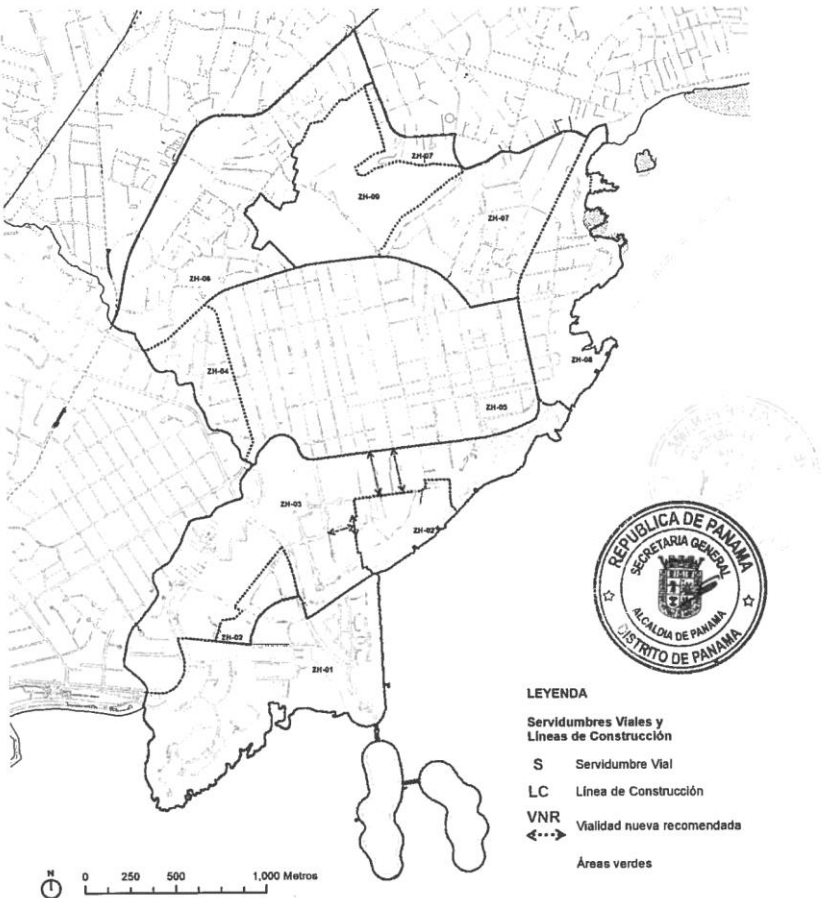 ZH-07
ZH-09
ZH-07
ZH-06
ZH-04
ZH-08
ZH-05
ZH-03
ZH-02
ZH-02
ZH-01
REPUBLICA DE PANAMA
SECRETARIA GENERAL
ALCALDIA DE PANAMA
DISTRITO DE PANAMA
LEYENDA
Servidumbres Viales y
Líneas de Construcción
S Servidumbre Vial
LC Línea de Construcción
VNR Vialidad nueva recomendada
Áreas verdes
N
0 250 500 1,000 Metros